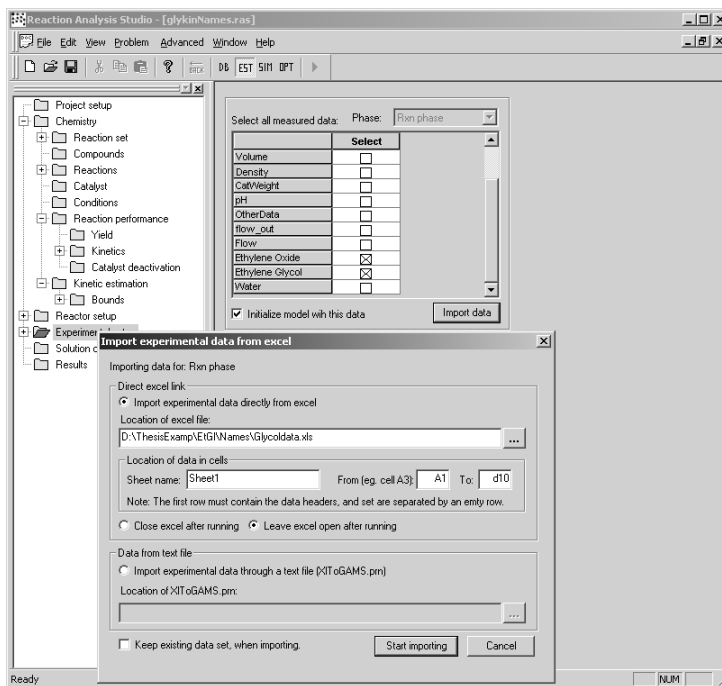 Reaction Analysis Studio - [glykinNames.ras]
File Edit View Problem Advanced Window Help
BACK DB EST SIM OPT
Project setup
Chemistry
Reaction set
Compounds
Reactions
Catalyst
Conditions
Reaction performance
Yield
Kinetics
Catalyst deactivation
Kinetic estimation
Bounds
Reactor setup
Solution
Results
Select all measured data: Phase: Rxn phase
Select
Volume
Density
CatWeight
pH
OtherData
flow_out
Flow
Ethylene Oxide
Ethylene Glycol
Water
Initialize model wih this data
Import data
Import experimental data from excel
Importing data for: Rxn phase
Direct excel link
Import experimental data directly from excel
Location of excel file:
D:\ThesisExamp\EtGl\Names\Glycoldata.xls
...
Location of data in cells
Sheet name: Sheet1 From (eg. cell A3): A1 To: d10
Note: The first row must contain the data headers, and set are separated by an emty row.
Close excel after running Leave excel open after running
Data from text file
Import experimental data through a text file (XlToGAMS.prn)
Location of XlToGAMS.prn:
...
Keep existing data set, when importing.
Start importing Cancel
Ready NUM